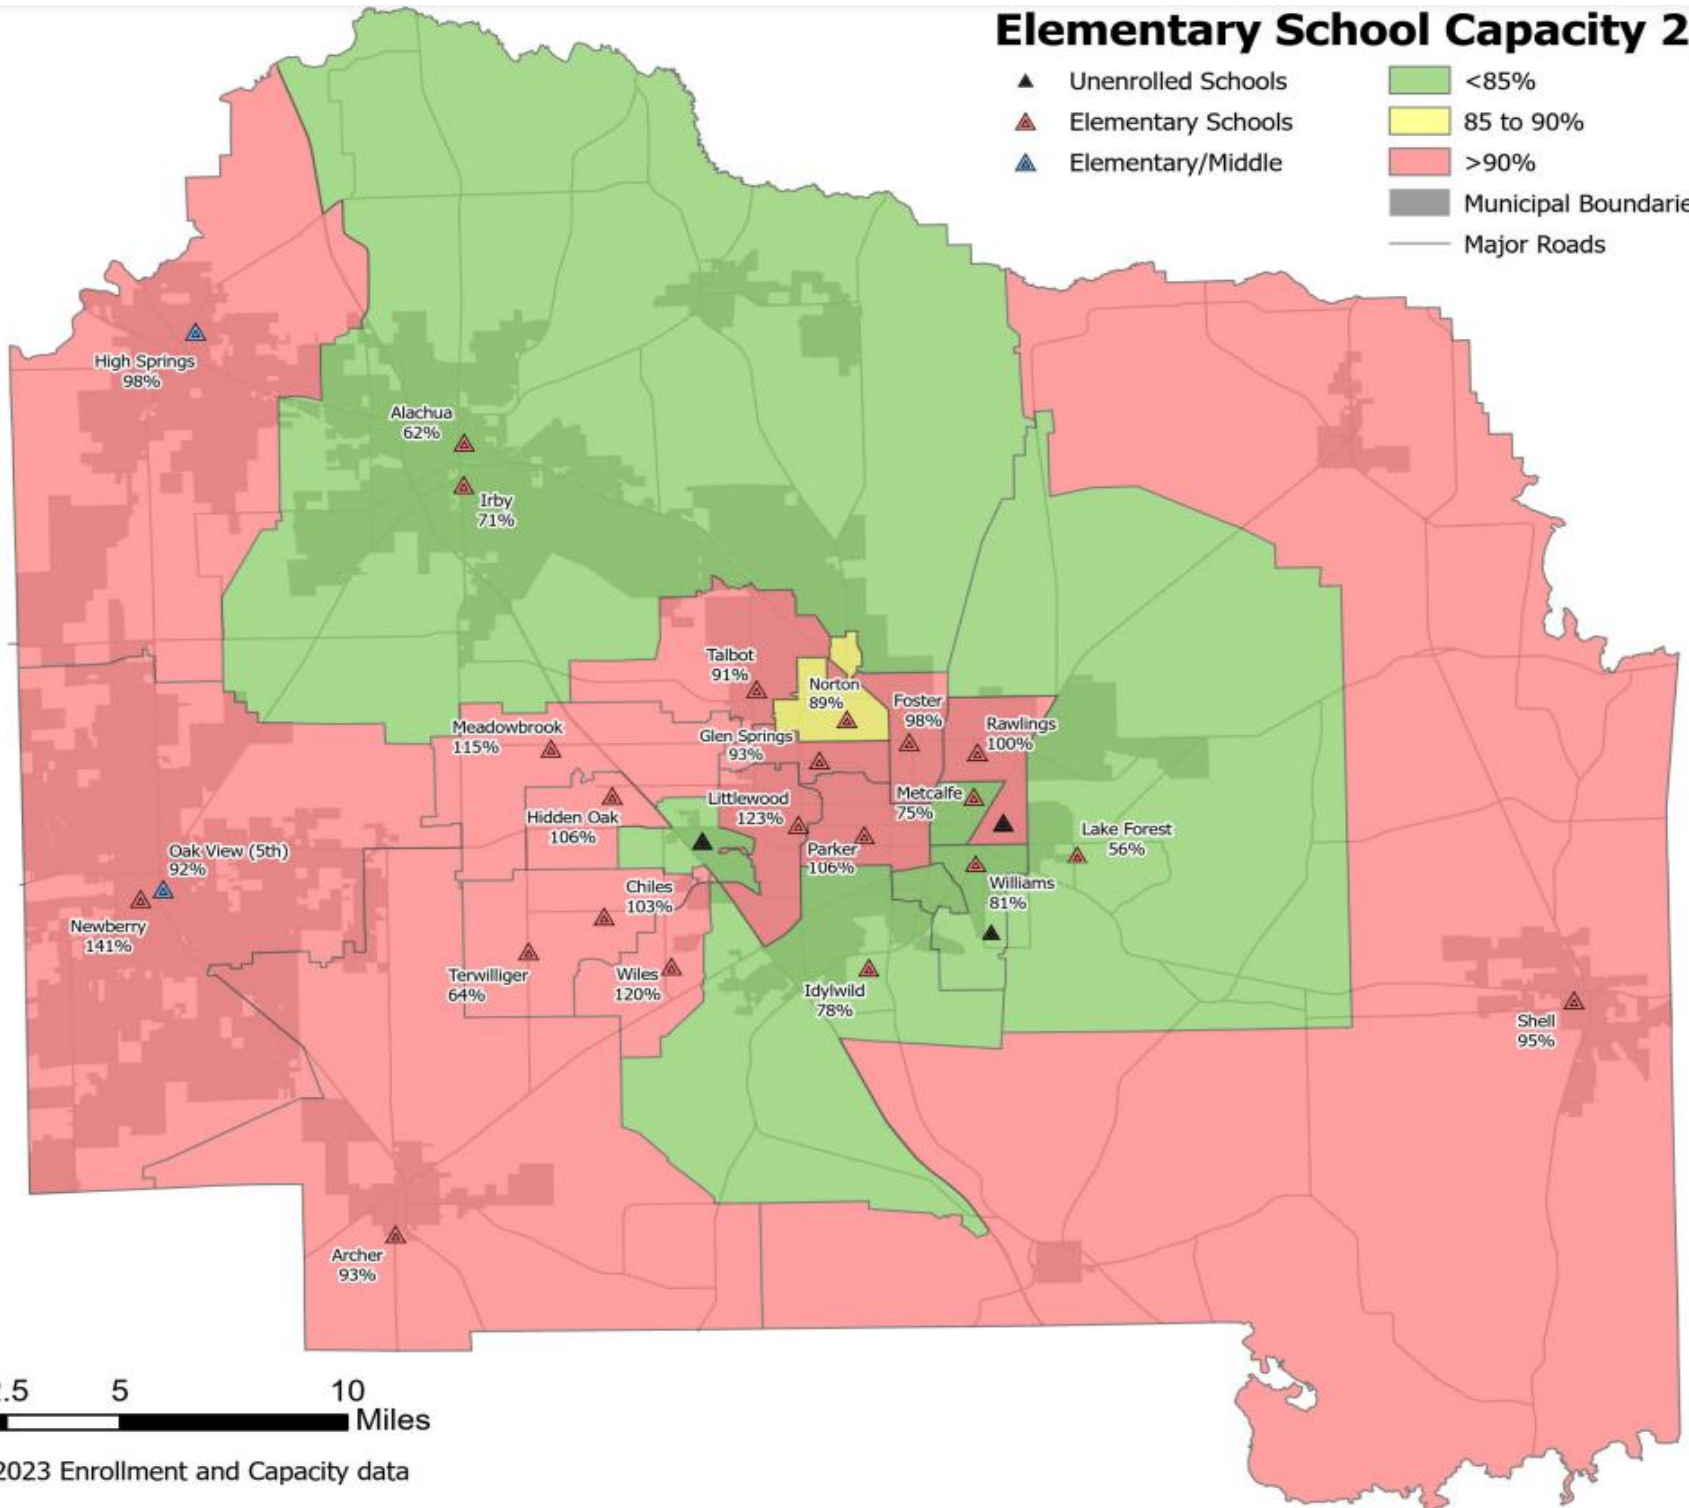 Elementary School Capacity 2
Unenrolled Schools
Elementary Schools
Elementary/Middle
<85%
85 to 90%
>90%
Municipal Boundarie
Major Roads
High Springs
98%
Alachua
62%
Irby
71%
Talbot
91%
Norton
89%
Foster
98%
Rawlings
100%
Meadowbrook
115%
Glen Springs
93%
Littlewood
123%
Metcalfe
75%
Hidden Oak
106%
Parker
106%
Lake Forest
56%
Oak View (5th)
92%
Chiles
103%
Williams
81%
Newberry
141%
Terwilliger
64%
Wiles
120%
Idylwild
78%
Shell
95%
Archer
93%
.5
5
10
Miles
2023 Enrollment and Capacity data